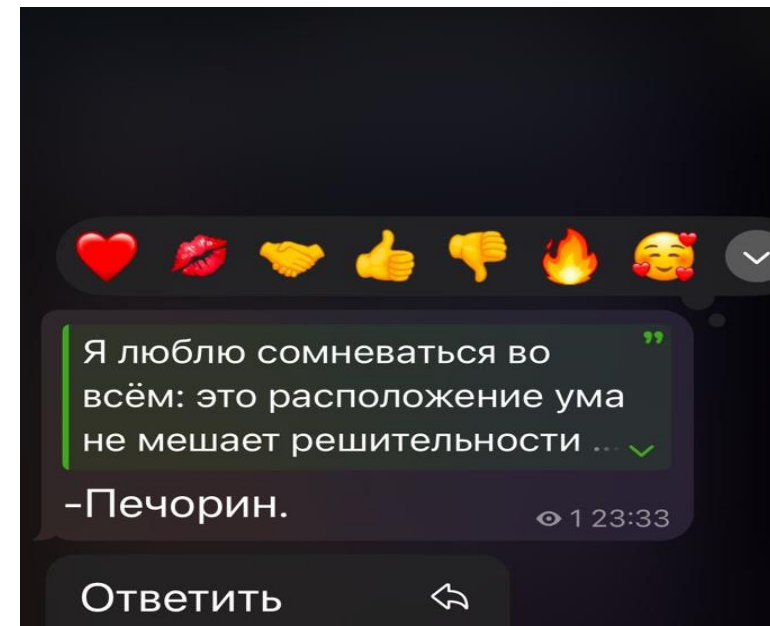 Я люблю сомневаться во
всём: это расположение ума
не мешает решительности ...
-Печорин.
1 23:33
Ответить